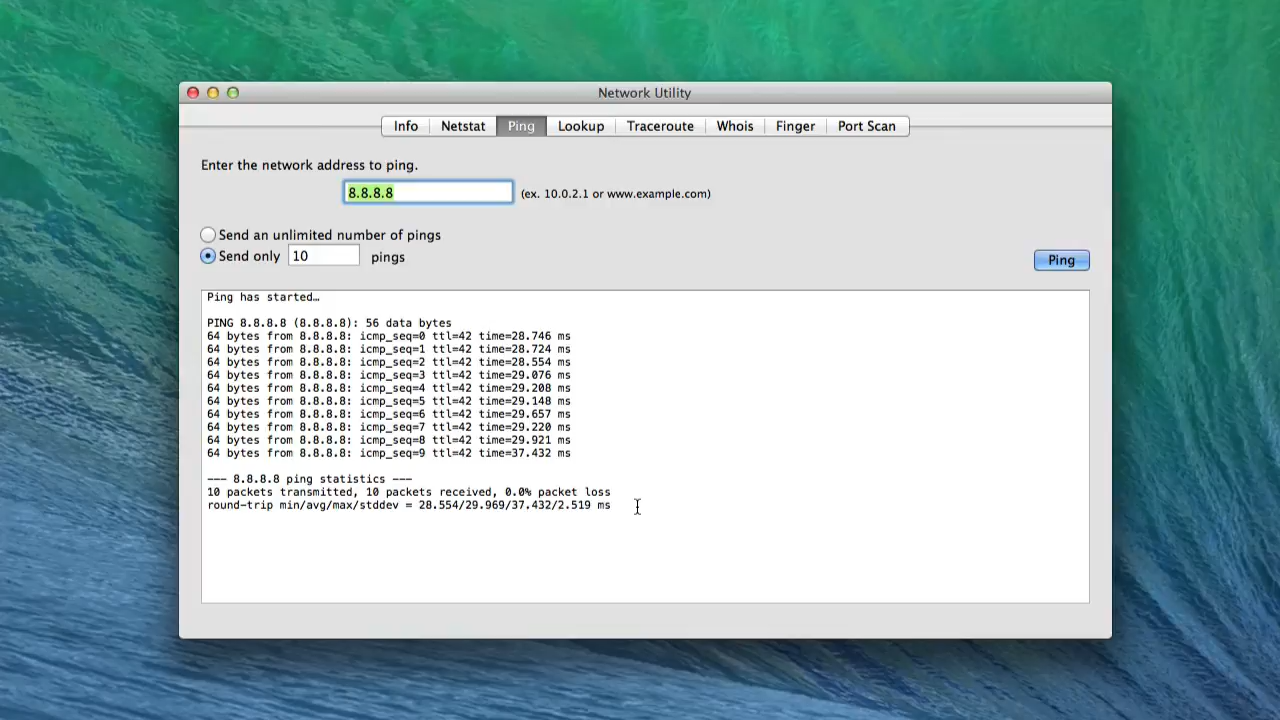 Network Utility
Info Netstat Ping Lookup Traceroute Whois Finger Port Scan
Enter the network address to ping.
8.8.8.8 (ex. 10.0.2.1 or www.example.com)
Send an unlimited number of pings
Send only 10 pings
Ping
Ping has started…
PING 8.8.8.8 (8.8.8.8): 56 data bytes
64 bytes from 8.8.8.8: icmp_seq=0 ttl=42 time=28.746 ms
64 bytes from 8.8.8.8: icmp_seq=1 ttl=42 time=28.724 ms
64 bytes from 8.8.8.8: icmp_seq=2 ttl=42 time=28.554 ms
64 bytes from 8.8.8.8: icmp_seq=3 ttl=42 time=29.076 ms
64 bytes from 8.8.8.8: icmp_seq=4 ttl=42 time=29.208 ms
64 bytes from 8.8.8.8: icmp_seq=5 ttl=42 time=29.148 ms
64 bytes from 8.8.8.8: icmp_seq=6 ttl=42 time=29.657 ms
64 bytes from 8.8.8.8: icmp_seq=7 ttl=42 time=29.220 ms
64 bytes from 8.8.8.8: icmp_seq=8 ttl=42 time=29.921 ms
64 bytes from 8.8.8.8: icmp_seq=9 ttl=42 time=37.432 ms
--- 8.8.8.8 ping statistics ---
10 packets transmitted, 10 packets received, 0.0% packet loss
round-trip min/avg/max/stddev = 28.554/29.969/37.432/2.519 ms